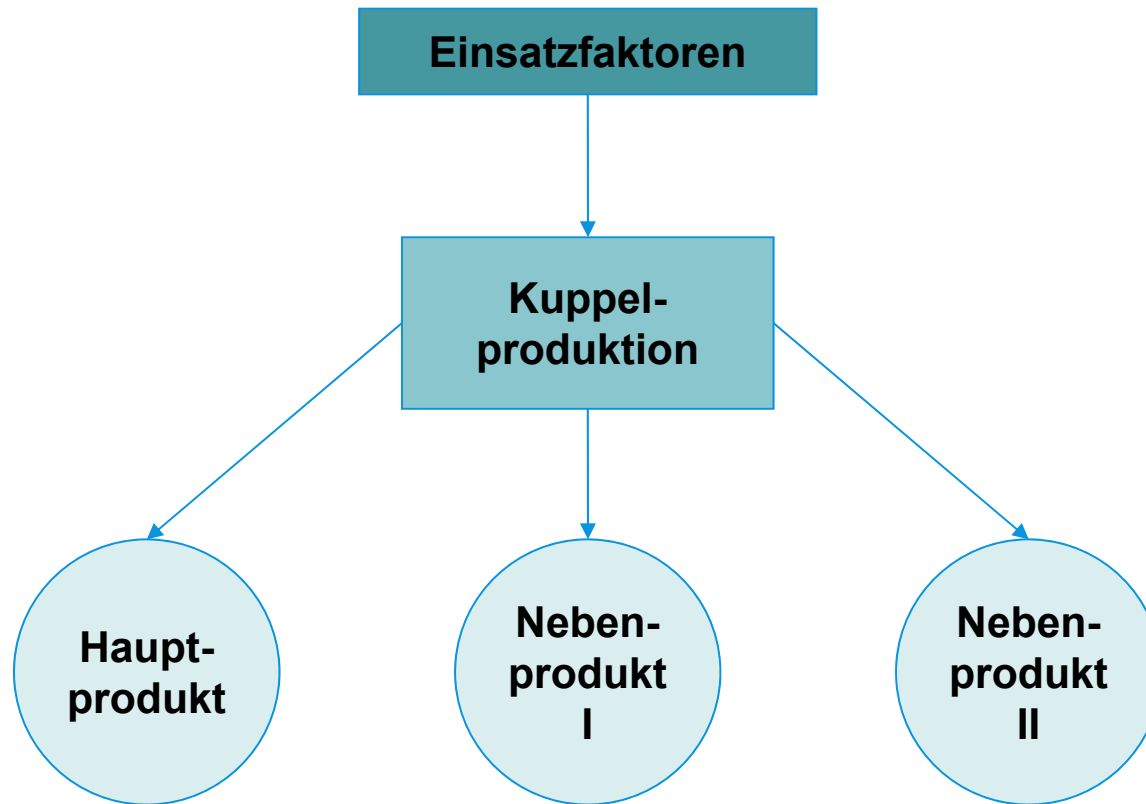 Einsatzfaktoren
Kuppel-
produktion
Haupt-
produkt
Neben-
produkt
I
Neben-
produkt
II